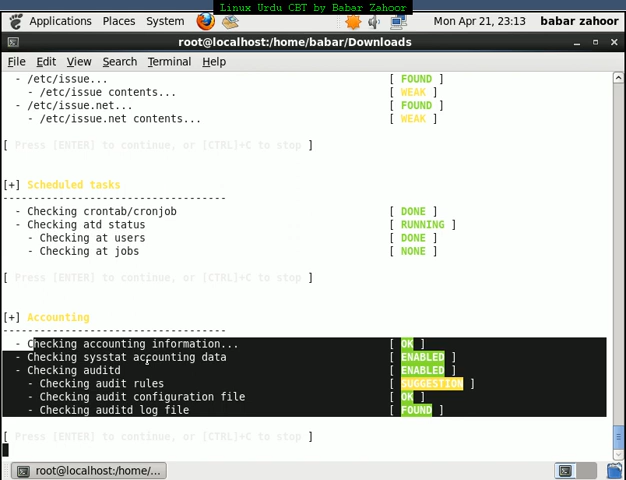 Linux Urdu CBT by Babar Zahoor
Applications Places System Mon Apr 21, 23:13 babar zahoor
root@localhost:/home/babar/Downloads
File Edit View Search Terminal Help
- /etc/issue... [ FOUND ]
- /etc/issue contents... [ WEAK ]
- /etc/issue.net... [ FOUND ]
- /etc/issue.net contents... [ WEAK ]
[ Press [ENTER] to continue, or [CTRL]+C to stop ]
[+] Scheduled tasks
------------------------------------
- Checking crontab/cronjob [ DONE ]
- Checking atd status [ RUNNING ]
- Checking at users [ DONE ]
- Checking at jobs [ NONE ]
[ Press [ENTER] to continue, or [CTRL]+C to stop ]
[+] Accounting
------------------------------------
- Checking accounting information... [ OK ]
- Checking sysstat accounting data [ ENABLED ]
- Checking auditd [ ENABLED ]
- Checking audit rules [ SUGGESTION ]
- Checking audit configuration file [ OK ]
- Checking auditd log file [ FOUND ]
[ Press [ENTER] to continue, or [CTRL]+C to stop ]
root@localhost:/home/...